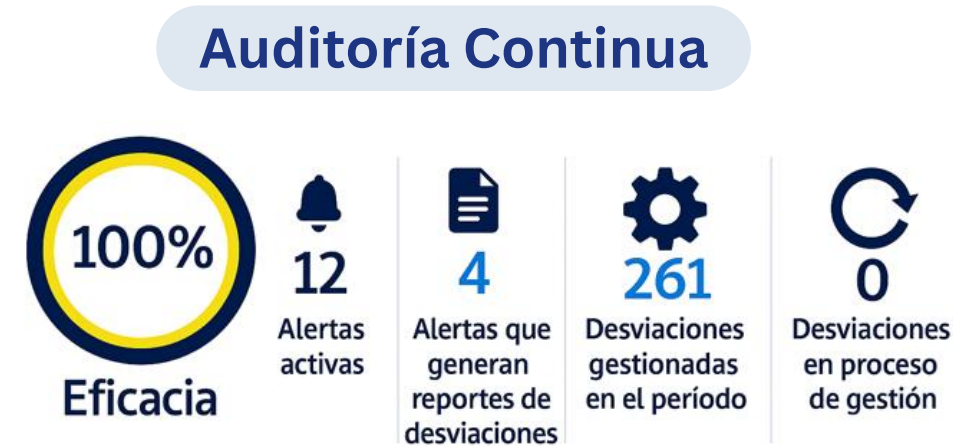 Auditoría Continua
100%
Eficacia
12
Alertas
activas
4
Alertas que
generan
reportes de
desviaciones
261
Desviaciones
gestionadas
en el período
0
Desviaciones
en proceso
de gestión